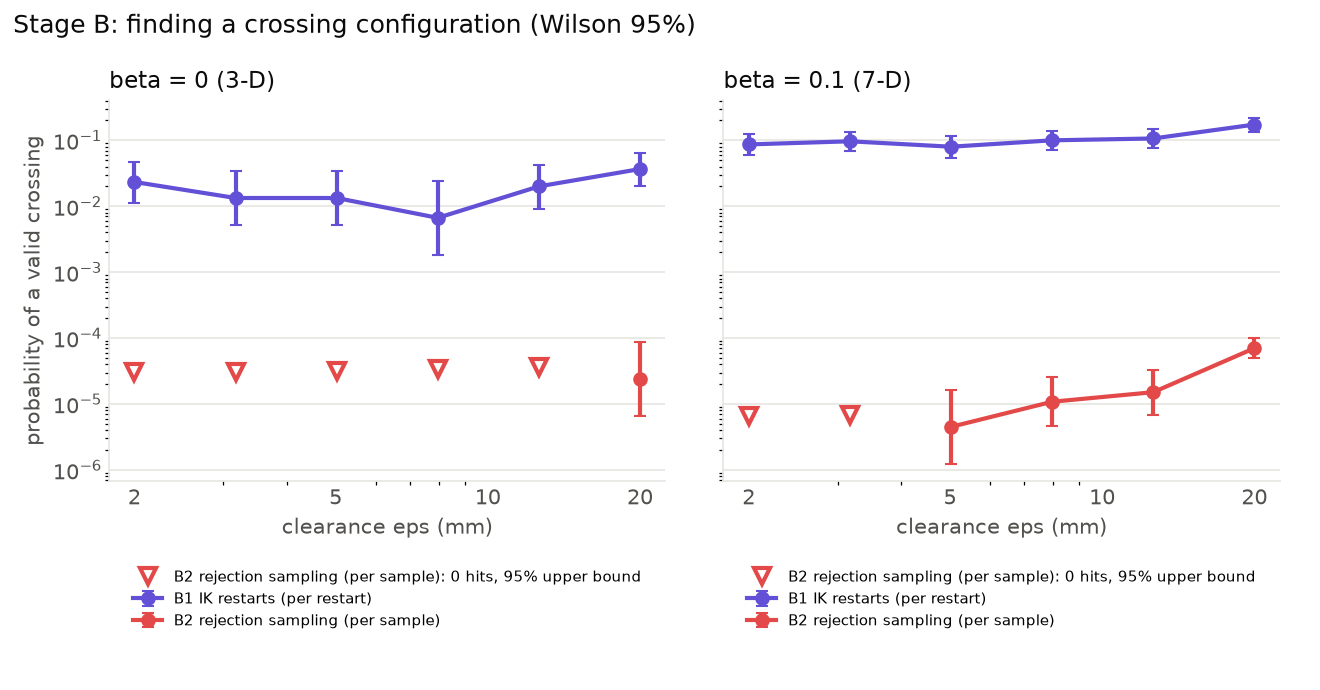 Stage B: finding a crossing configuration (Wilson 95%)
beta = 0 (3-D)
beta = 0.1 (7-D)
probability of a valid crossing
10⁻¹
10⁻²
10⁻³
10⁻⁴
10⁻⁵
10⁻⁶
2 5 10 20
2 5 10 20
clearance eps (mm)
clearance eps (mm)
B2 rejection sampling (per sample): 0 hits, 95% upper bound
B1 IK restarts (per restart)
B2 rejection sampling (per sample)
B2 rejection sampling (per sample): 0 hits, 95% upper bound
B1 IK restarts (per restart)
B2 rejection sampling (per sample)